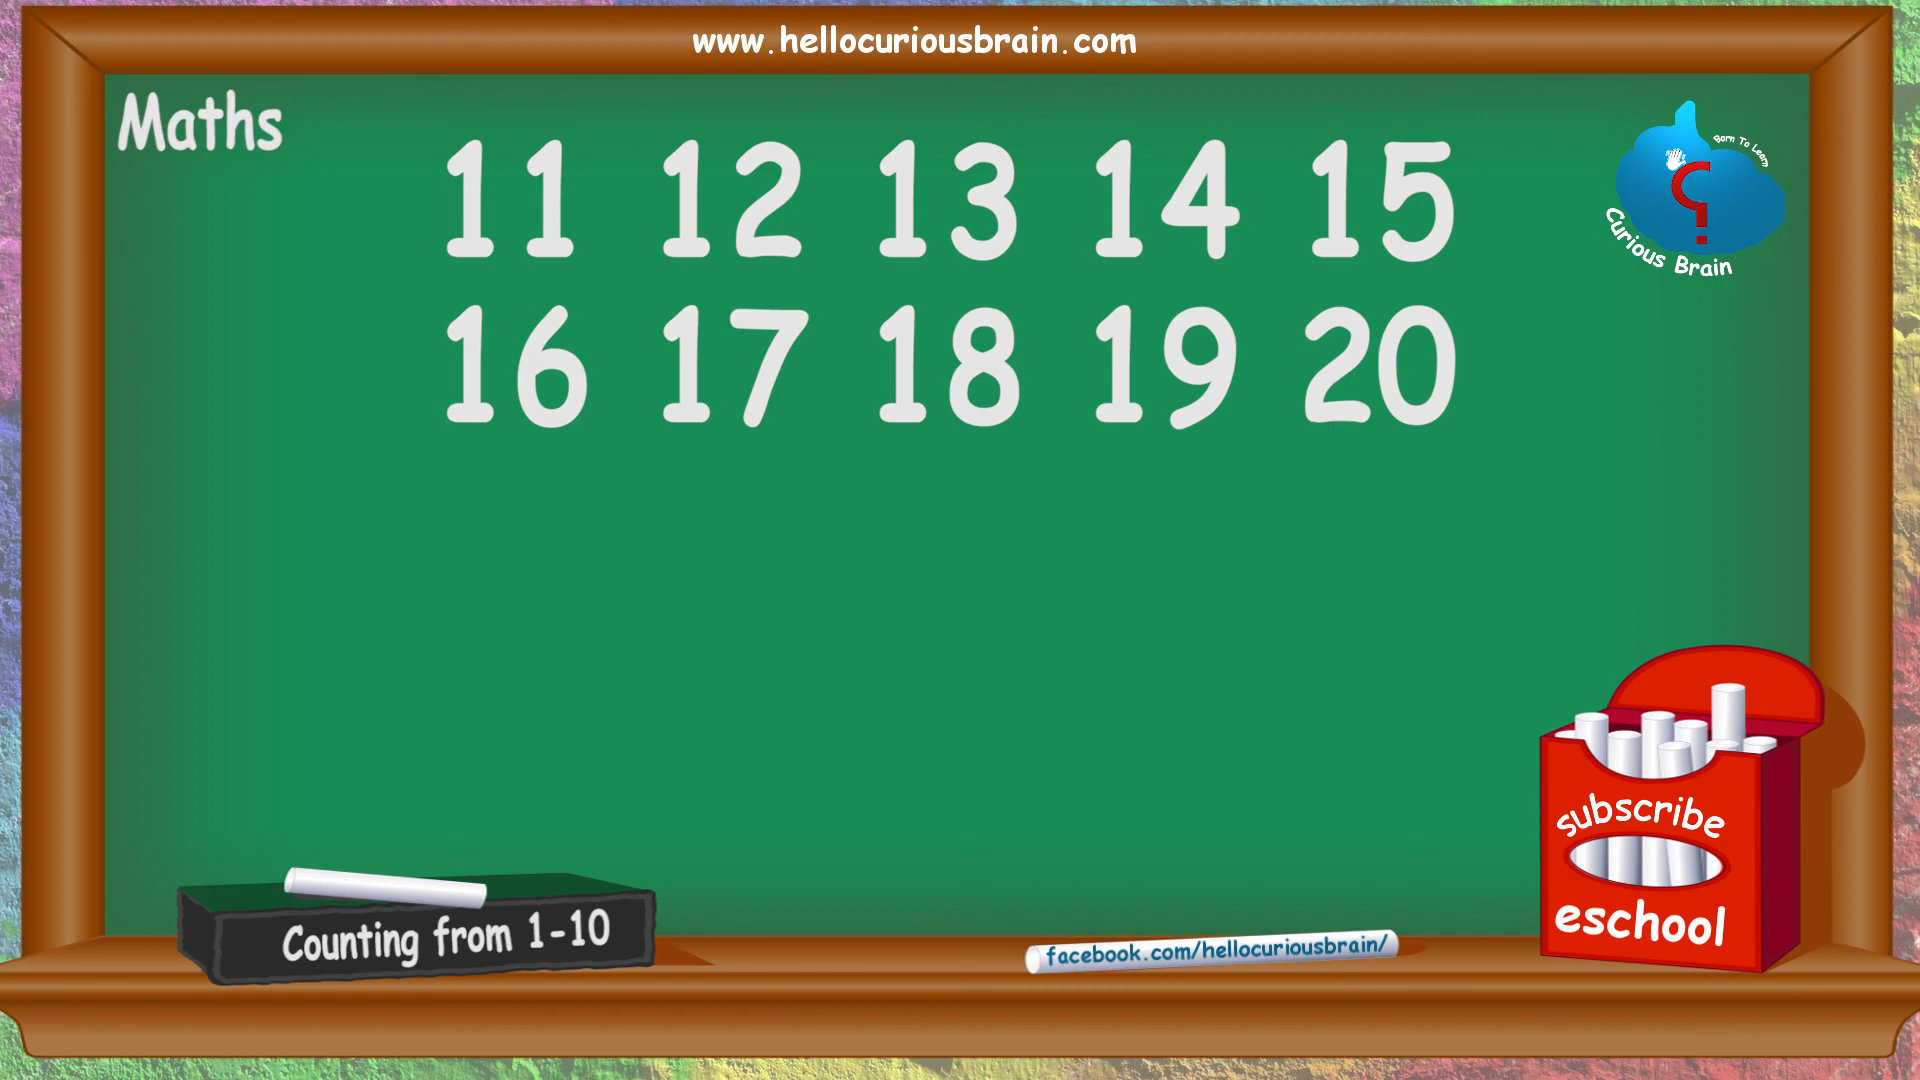 www.hellocuriousbrain.com
Maths
11 12 13 14 15
16 17 18 19 20
Born To Learn
Curious Brain
subscribe
eschool
Counting from 1-10
facebook.com/hellocuriousbrain/